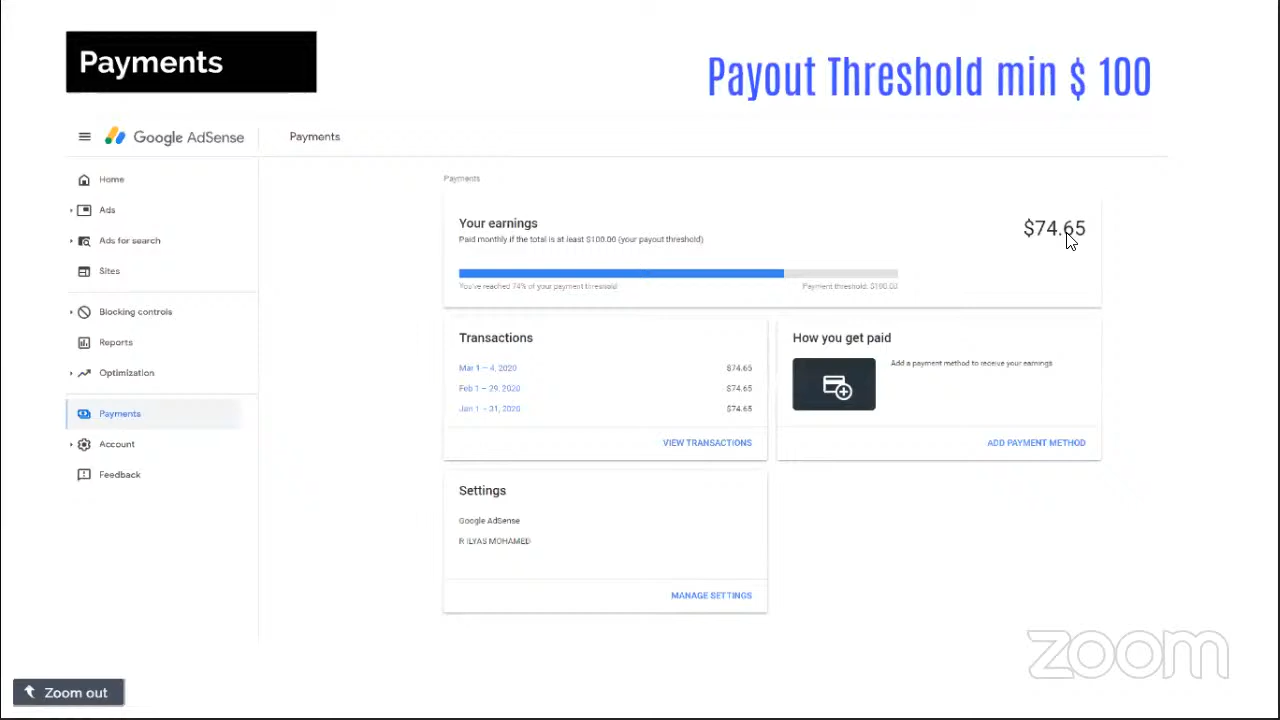 Payments
Payout Threshold min $ 100
Google AdSense
Payments
Home
Ads
Ads for search
Sites
Blocking controls
Reports
Optimization
Payments
Account
Feedback
Payments
Your earnings
$74.65
Paid monthly if the total is at least $100.00 (your payout threshold)
You've reached 74% of your payment threshold
Payment threshold: $100.00
Transactions
Mar 1 – 4, 2020 $74.65
Feb 1 – 29, 2020 $74.65
Jan 1 – 31, 2020 $74.65
VIEW TRANSACTIONS
How you get paid
Add a payment method to receive your earnings
ADD PAYMENT METHOD
Settings
Google AdSense
R ILYAS MOHAMED
MANAGE SETTINGS
zoom
Zoom out